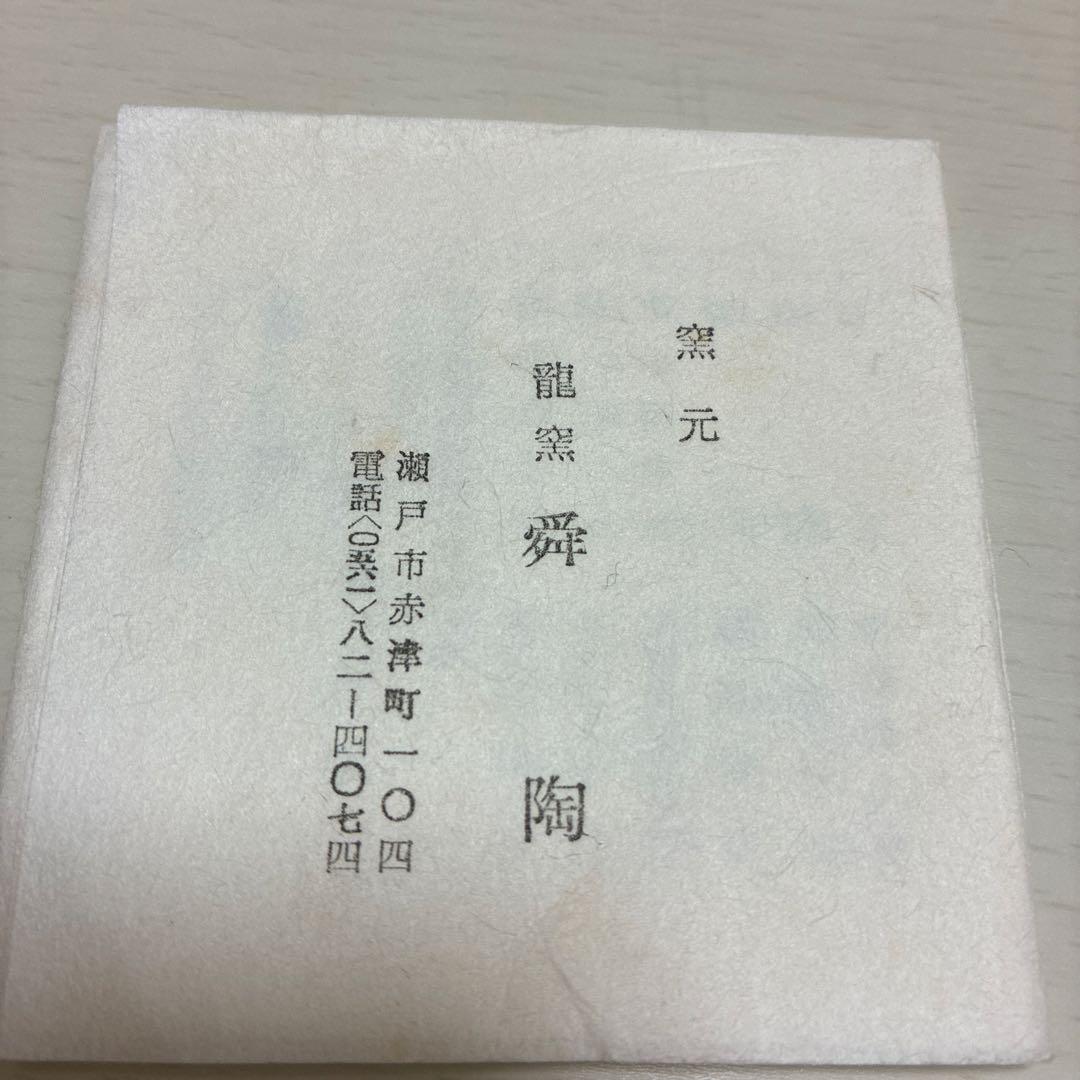 窯元
龍窯 舜陶
瀬戸市赤津町一〇四
電話〈〇五六一〉八二ー四〇七四